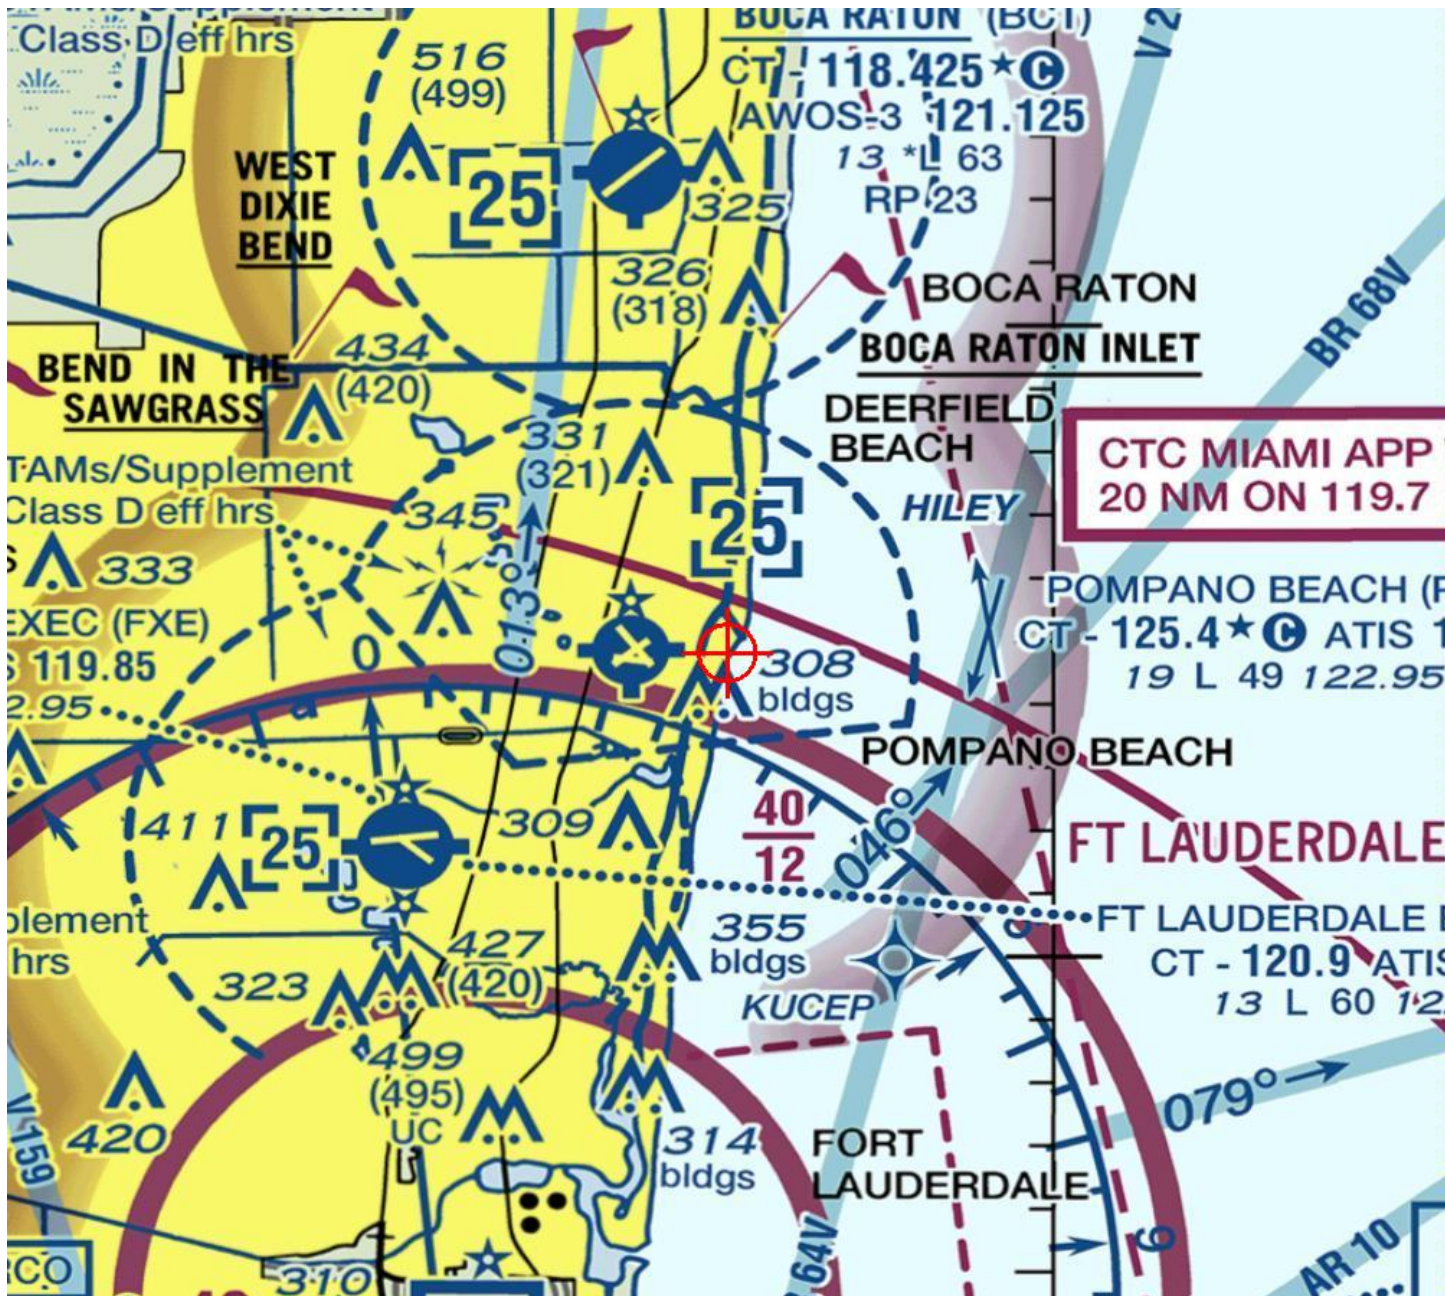 Class D eff hrs
516
(499)
BOCA RATON (BCT)
CT - 118.425 ★ C
AWOS-3 121.125
13 *L 63
RP 23
V 2
WEST
DIXIE
BEND
25
325
326
(318)
BOCA RATON
BOCA RATON INLET
BR 68V
434
(420)
BEND IN THE
SAWGRASS
DEERFIELD
BEACH
331
(321)
TAMs/Supplement
Class D eff hrs
345
25
HILEY
CTC MIAMI APP
20 NM ON 119.7
333
013°
EXEC (FXE)
119.85
2.95
0
308
bldgs
POMPANO BEACH (P
CT - 125.4 ★ C ATIS 1
19 L 49 122.95
POMPANO BEACH
411
25
309
40
12
046°
FT LAUDERDALE
plement
hrs
355
bldgs
FT LAUDERDALE
CT - 120.9 ATIS
13 L 60 12
427
(420)
323
KUCEP
499
(495)
UC
420
V 159
314
bldgs
FORT
LAUDERDALE
079°
6
64V
AR 10
RCO
310